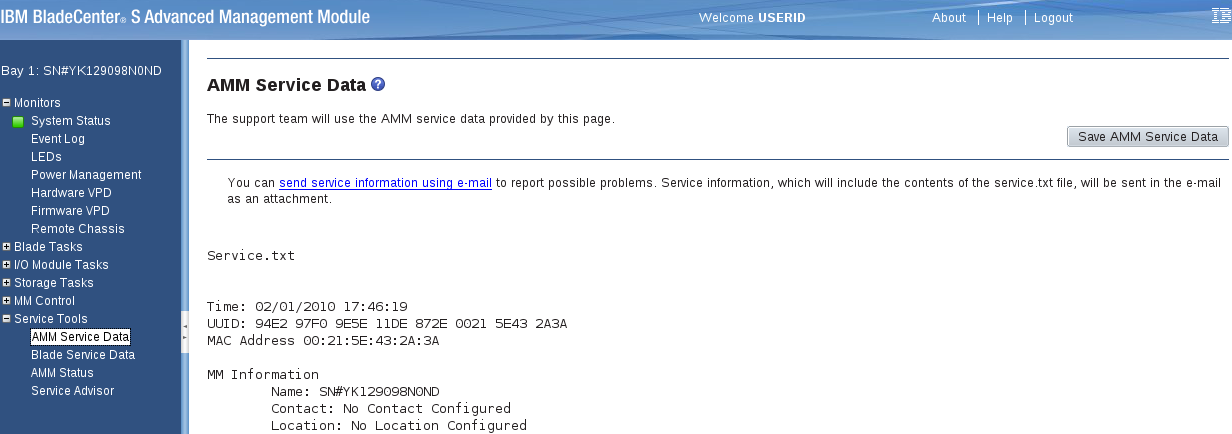 IBM BladeCenter® S Advanced Management Module
Welcome USERID
About | Help | Logout
IBM
Bay 1: SN#YK129098N0ND
Monitors
System Status
Event Log
LEDs
Power Management
Hardware VPD
Firmware VPD
Remote Chassis
Blade Tasks
I/O Module Tasks
Storage Tasks
MM Control
Service Tools
AMM Service Data
Blade Service Data
AMM Status
Service Advisor
AMM Service Data ?
The support team will use the AMM service data provided by this page.
Save AMM Service Data
You can send service information using e-mail to report possible problems. Service information, which will include the contents of the service.txt file, will be sent in the e-mail
as an attachment.
Service.txt
Time: 02/01/2010 17:46:19
UUID: 94E2 97F0 9E5E 11DE 872E 0021 5E43 2A3A
MAC Address 00:21:5E:43:2A:3A
MM Information
Name: SN#YK129098N0ND
Contact: No Contact Configured
Location: No Location Configured